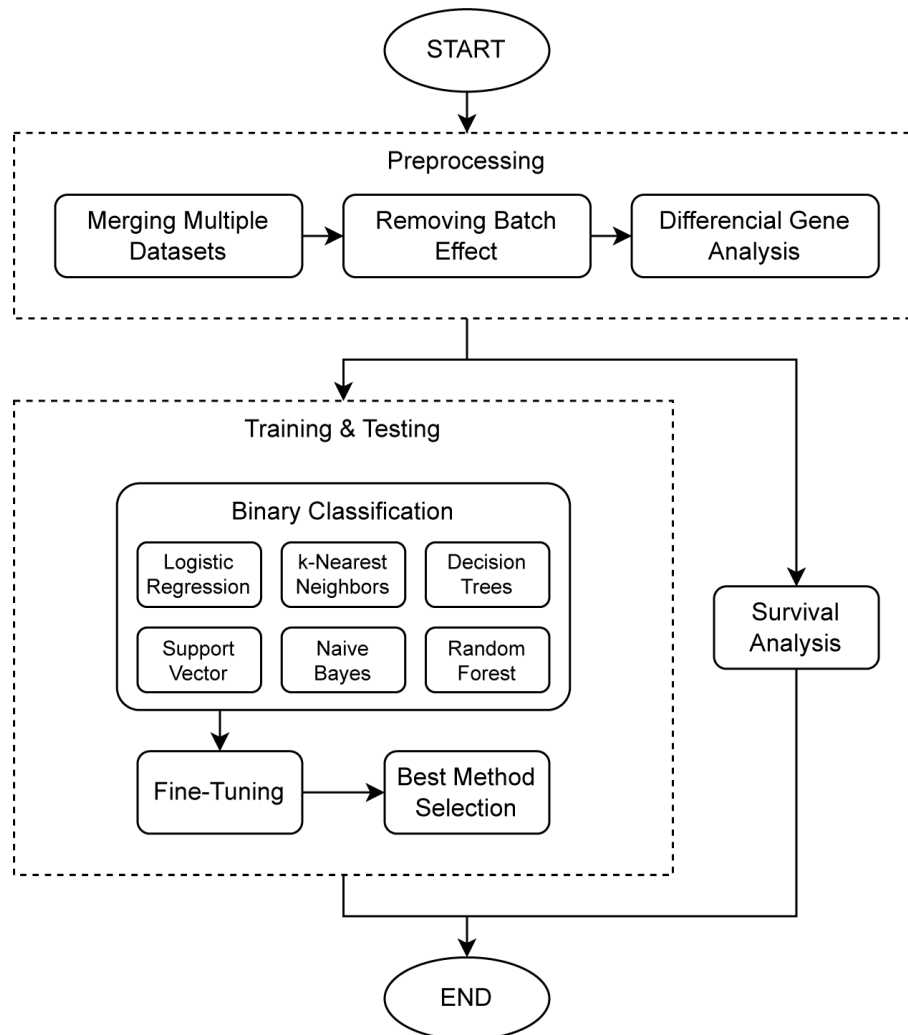 START
Preprocessing
Merging Multiple
Datasets
Removing Batch
Effect
Differencial Gene
Analysis
Training & Testing
Binary Classification
Logistic
Regression
k-Nearest
Neighbors
Decision
Trees
Support
Vector
Naive
Bayes
Random
Forest
Survival
Analysis
Fine-Tuning
Best Method
Selection
END